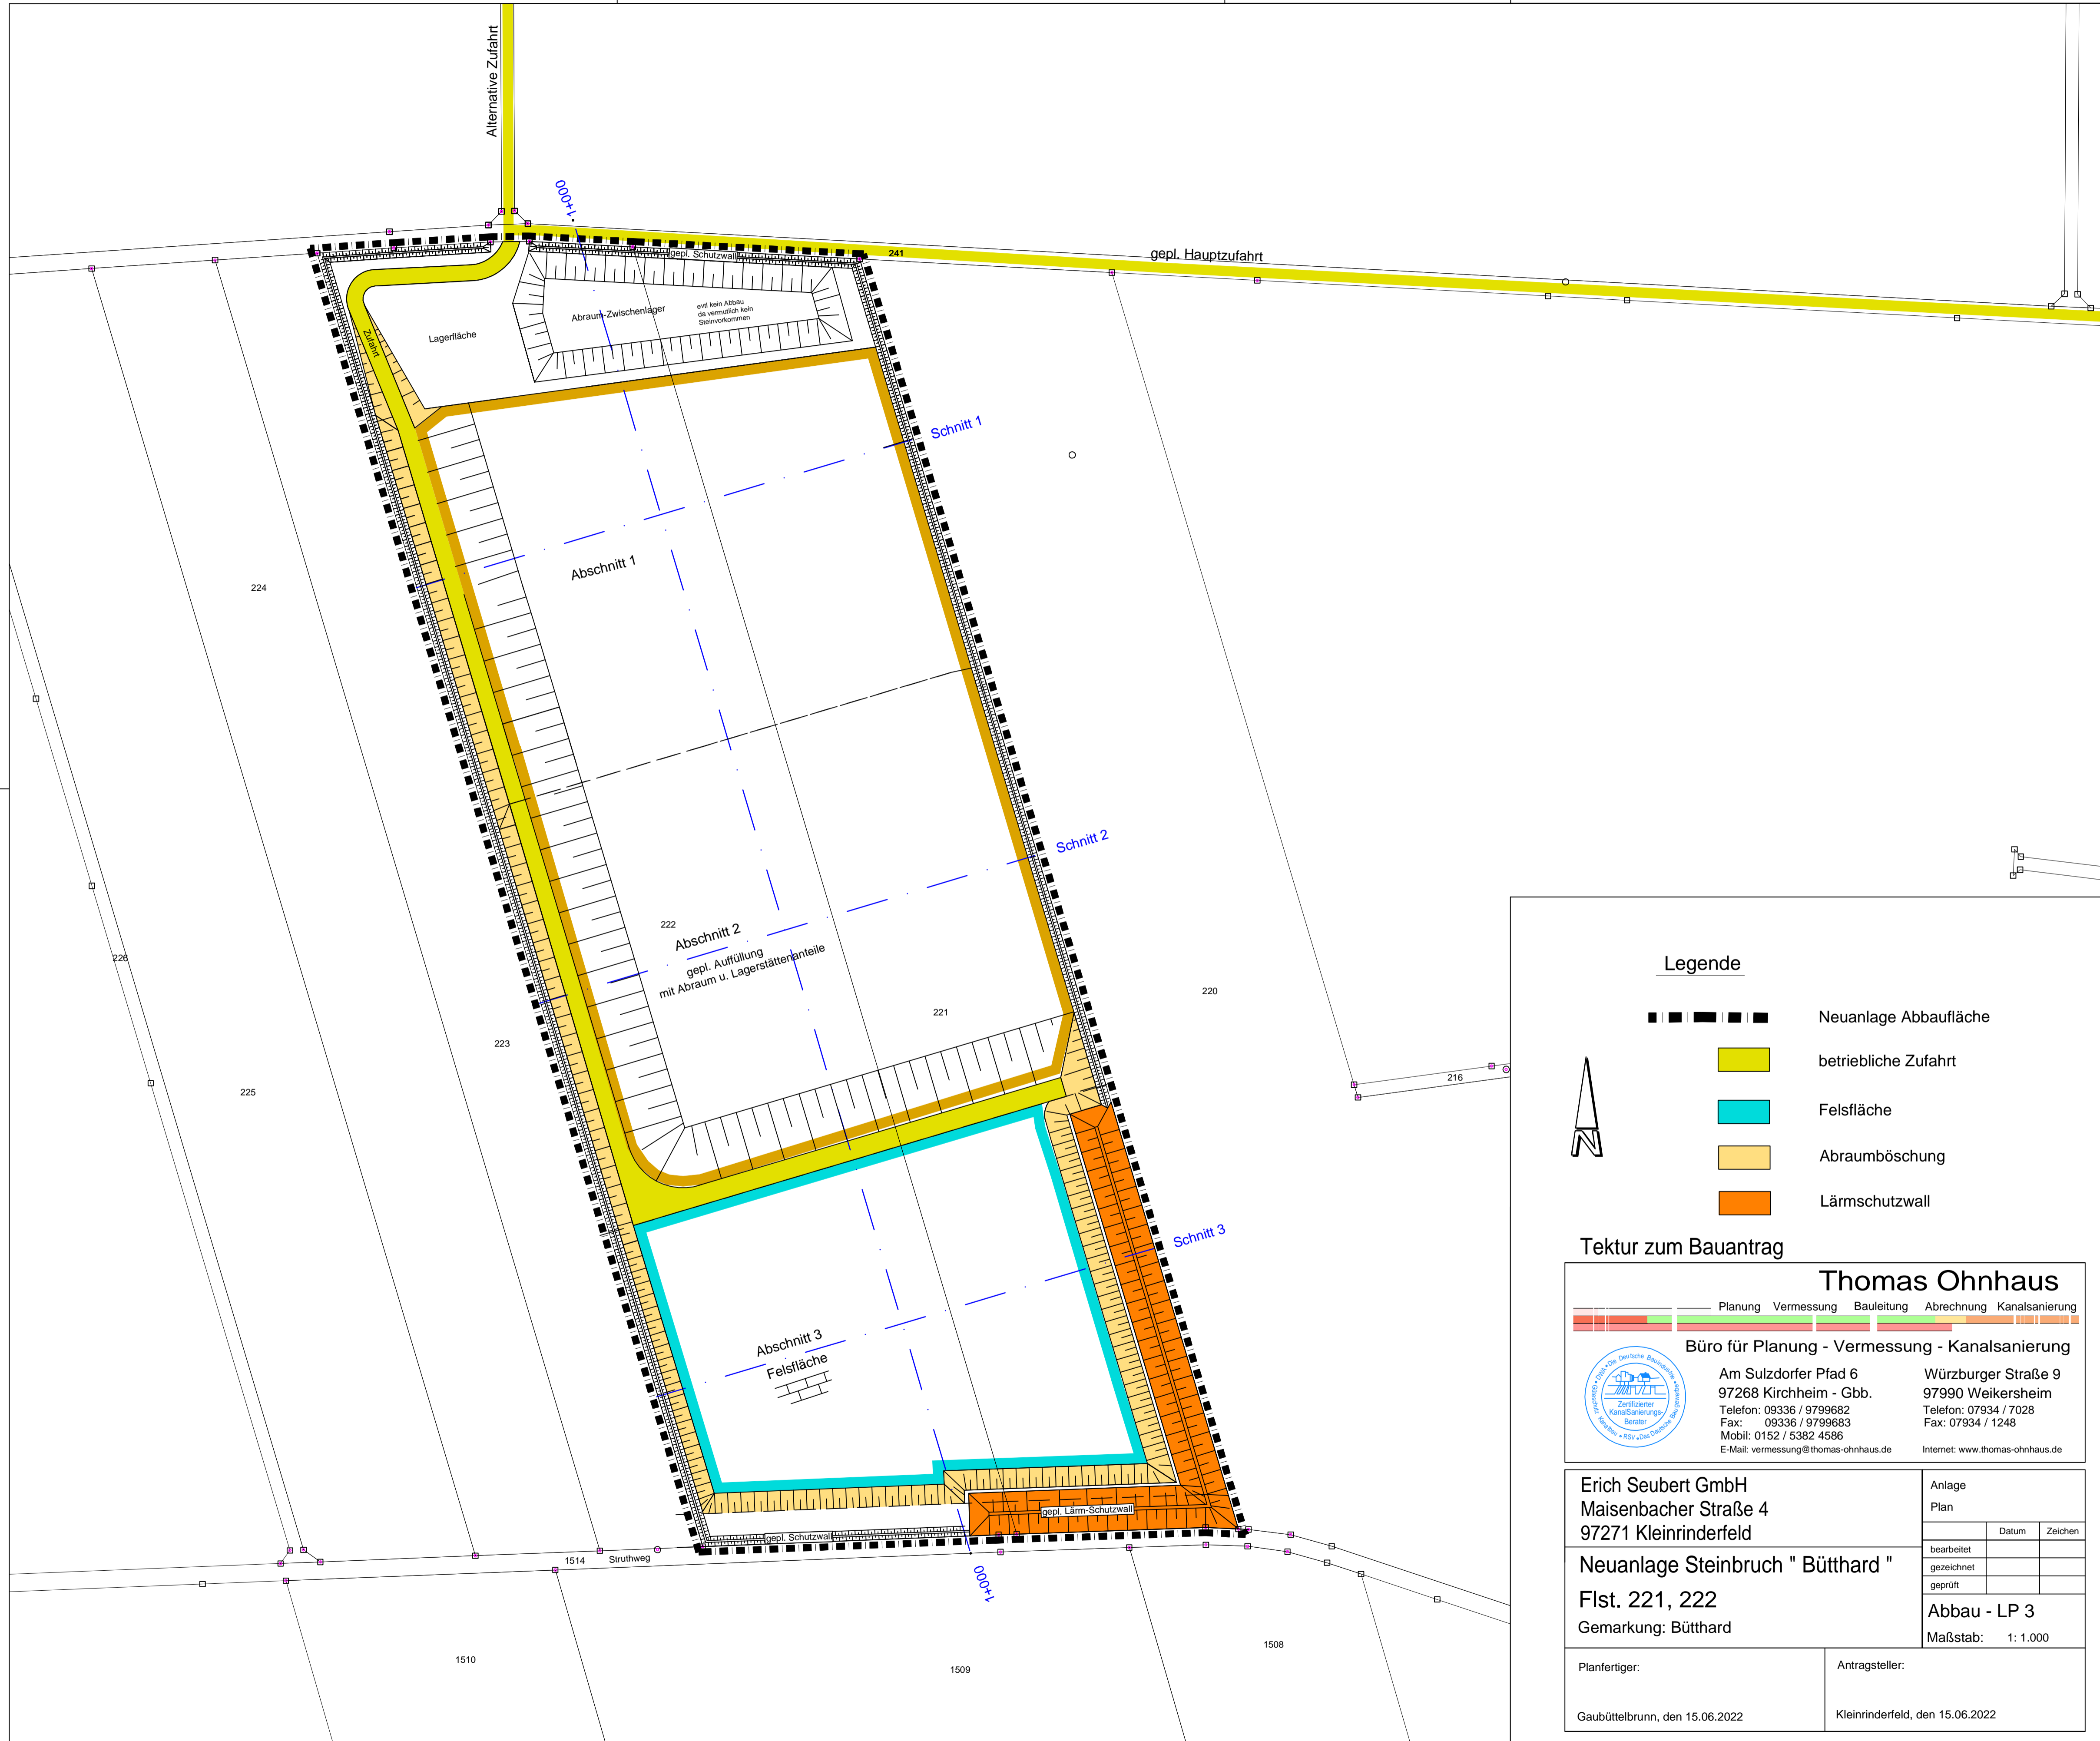 Alternative Zufahrt
1+000
gepl. Hauptzufahrt
241
gepl. Schutzwall
Abraum-Zwischenlager
evtl kein Abbau
da vermutlich kein
Steinvorkommen
Lagerfläche
Zufahrt
Schnitt 1
Abschnitt 1
224
Schnitt 2
222
Abschnitt 2
gepl. Auffüllung
mit Abraum u. Lagerstättenanteile
226
220
221
223
225
216
Schnitt 3
Abschnitt 3
Felsfläche
gepl. Lärm-Schutzwall
gepl. Schutzwall
1514
Struthweg
1+000
1510
1509
1508
Legende
Neuanlage Abbaufläche
betriebliche Zufahrt
Felsfläche
Abraumböschung
Lärmschutzwall
N
Tektur zum Bauantrag
Thomas Ohnhaus
Planung Vermessung Bauleitung Abrechnung Kanalsanierung
Büro für Planung - Vermessung - Kanalsanierung
Zertifizierter
KanalSanierungs-
Berater
Am Sulzdorfer Pfad 6
97268 Kirchheim - Gbb.
Telefon: 09336 / 9799682
Fax: 09336 / 9799683
Mobil: 0152 / 5382 4586
E-Mail: vermessung@thomas-ohnhaus.de
Würzburger Straße 9
97990 Weikersheim
Telefon: 07934 / 7028
Fax: 07934 / 1248
Internet: www.thomas-ohnhaus.de
Erich Seubert GmbH
Maisenbacher Straße 4
97271 Kleinrinderfeld
Anlage
Plan
Datum Zeichen
bearbeitet
gezeichnet
geprüft
Neuanlage Steinbruch " Bütthard "
Flst. 221, 222
Gemarkung: Bütthard
Abbau - LP 3
Maßstab: 1: 1.000
Planfertiger:
Gaubüttelbrunn, den 15.06.2022
Antragsteller:
Kleinrinderfeld, den 15.06.2022